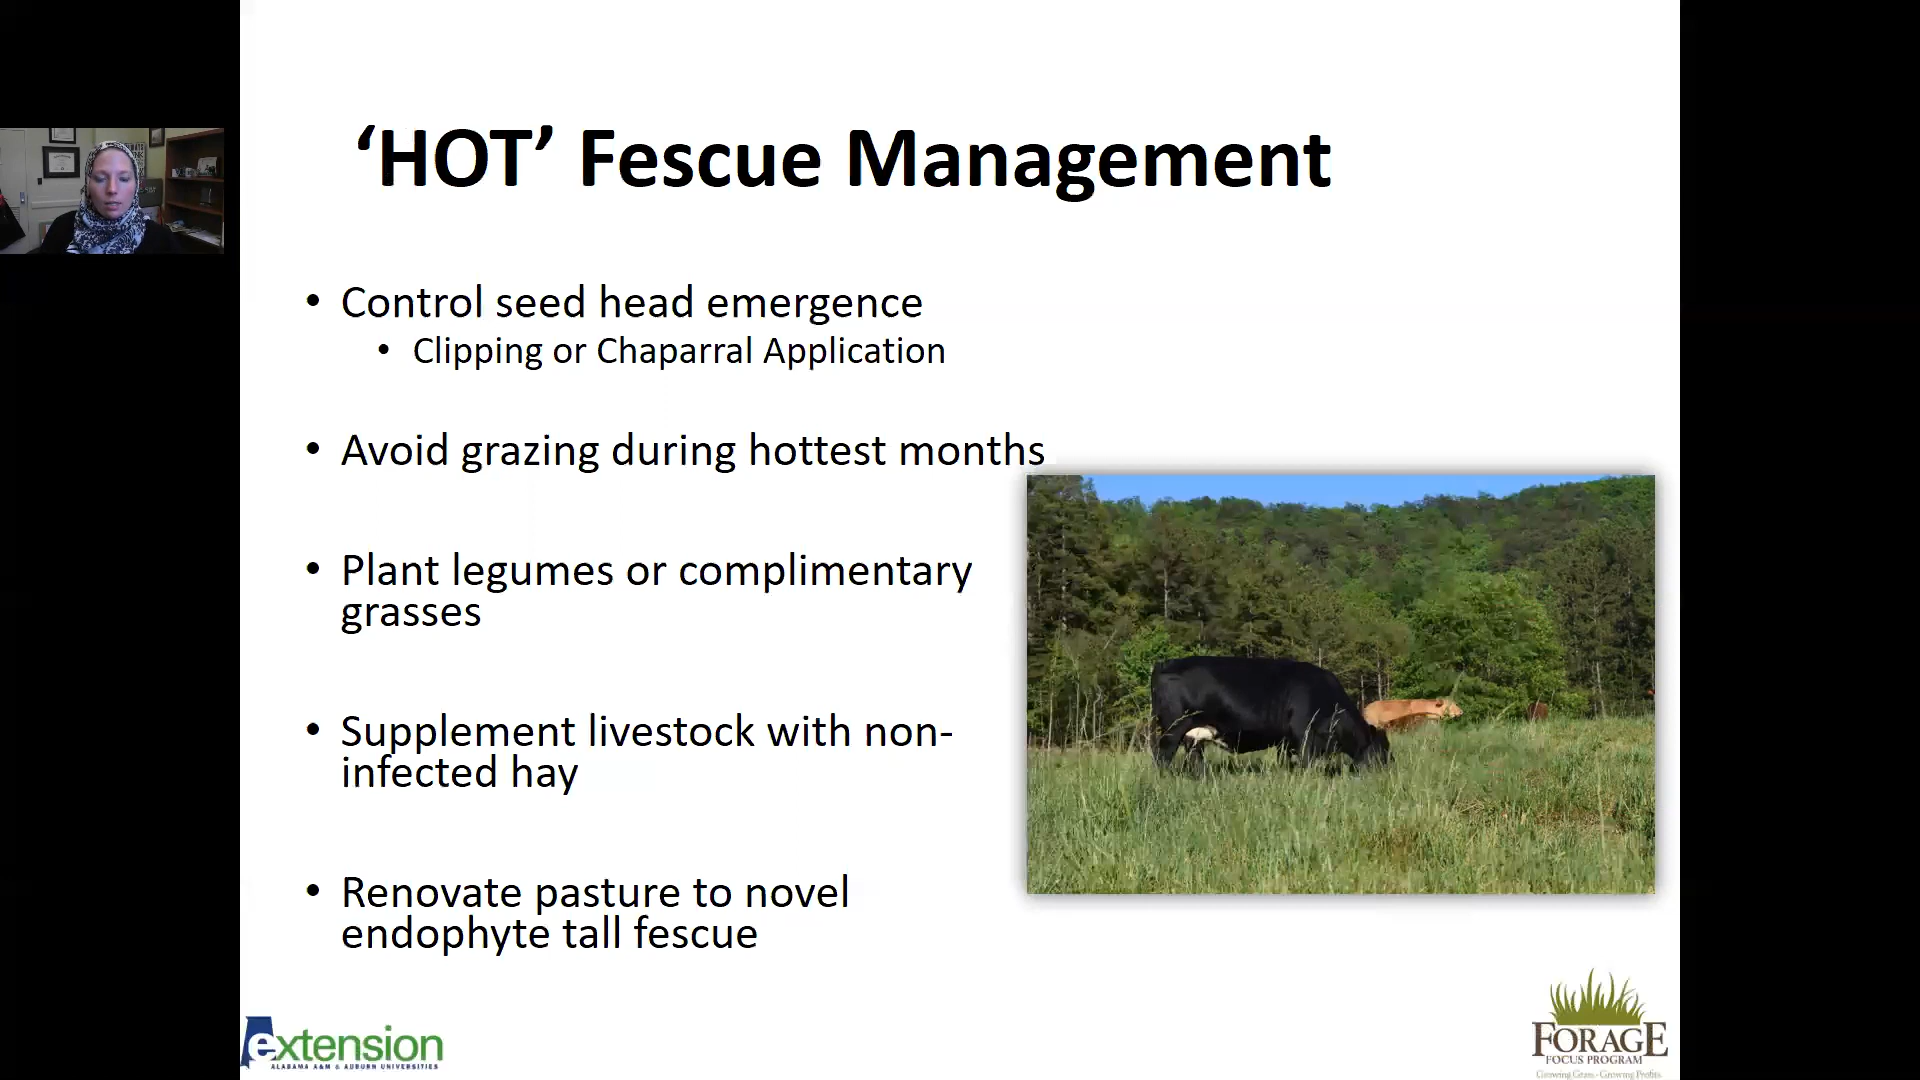 ‘HOT’ Fescue Management
• Control seed head emergence
• Clipping or Chaparral Application
• Avoid grazing during hottest months
• Plant legumes or complimentary
grasses
• Supplement livestock with non-
infected hay
• Renovate pasture to novel
endophyte tall fescue
extension
ALABAMA A&M & AUBURN UNIVERSITIES
FORAGE
FOCUS PROGRAM
Growing Grass - Growing Profits